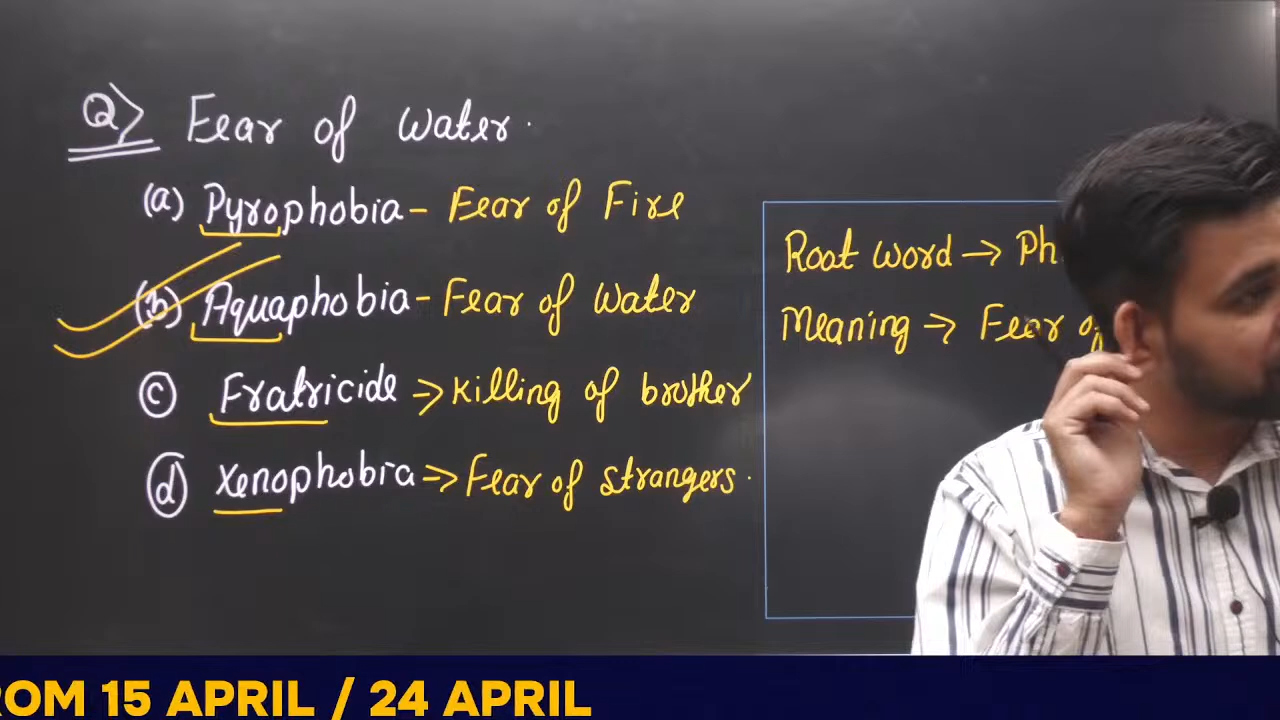 Q> Fear of water.
(a) Pyrophobia - Fear of Fire
(b) Aquaphobia - Fear of water
(c) Fratricide → Killing of brother
(d) Xenophobia → Fear of strangers.
Root word → Ph
Meaning → Fear of
ROM 15 APRIL / 24 APRIL